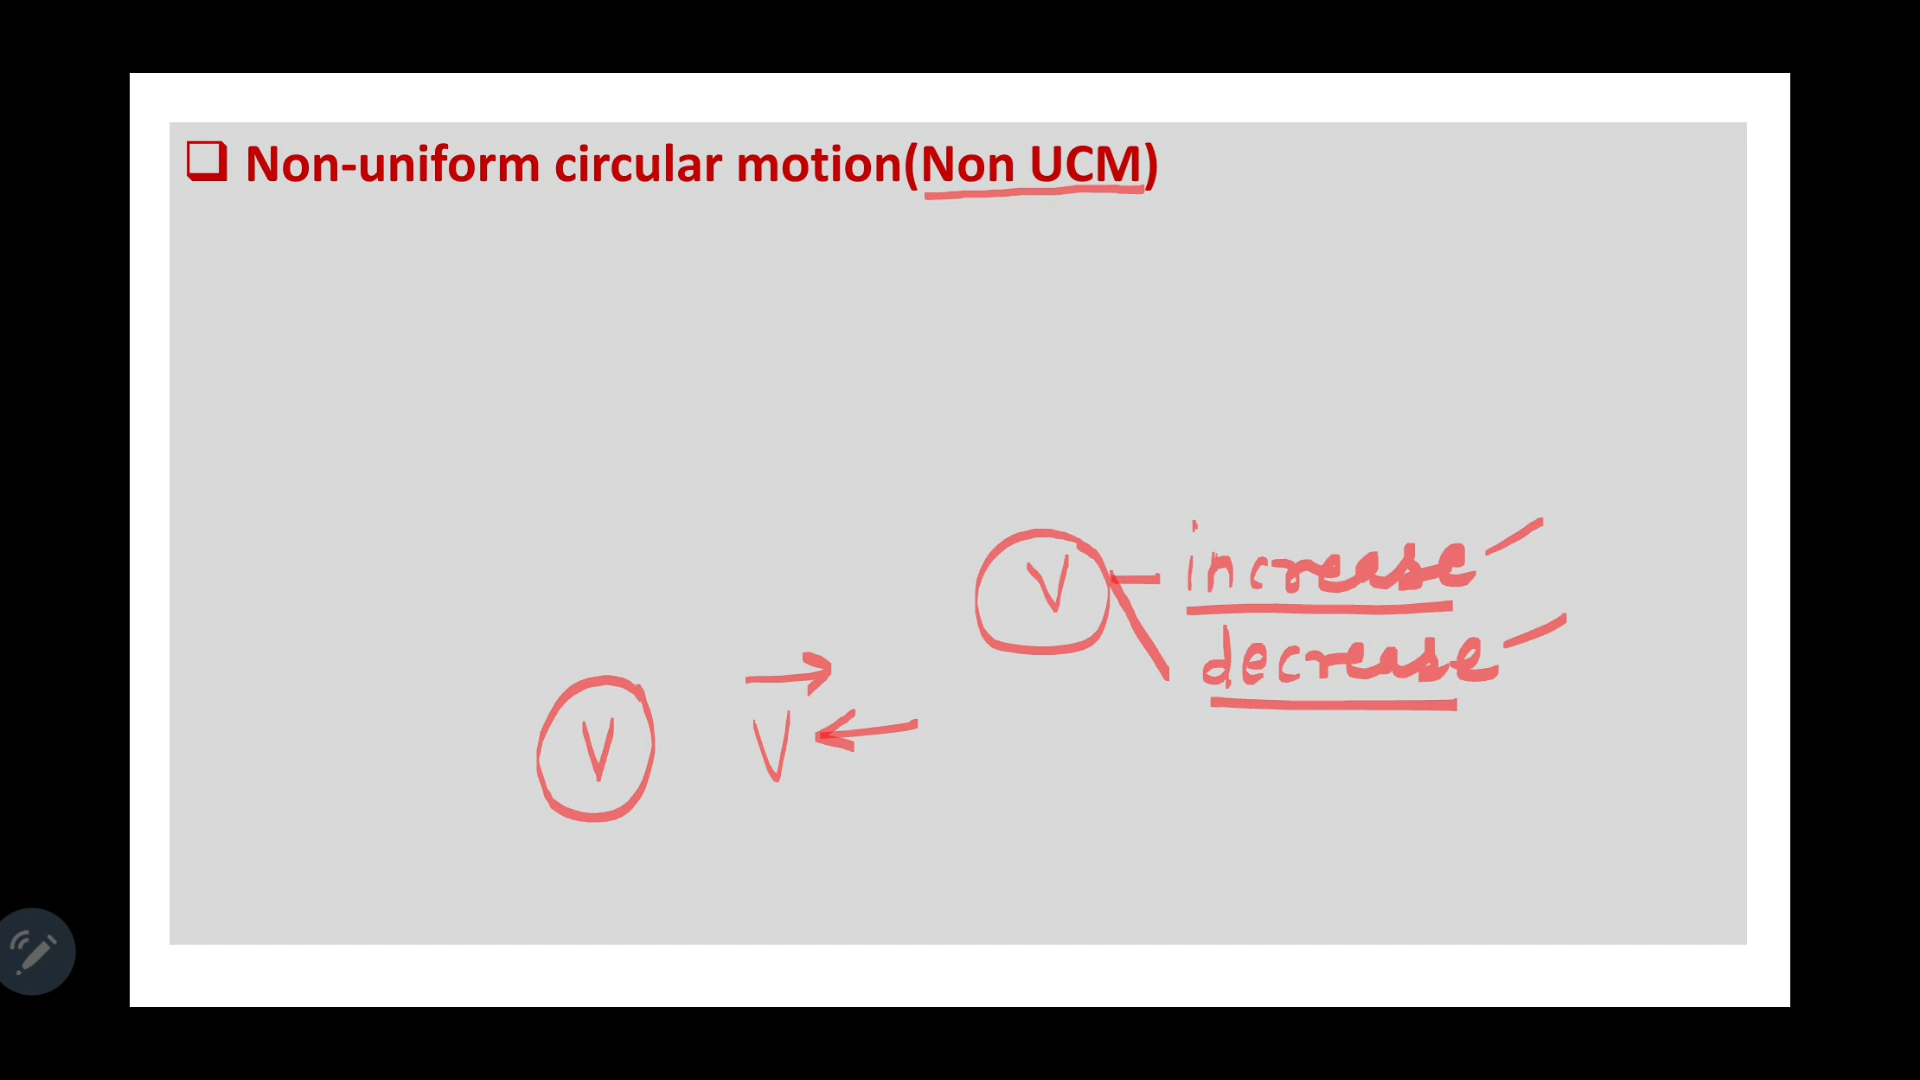 Non-uniform circular motion(Non UCM)
V increase
decrease
V V